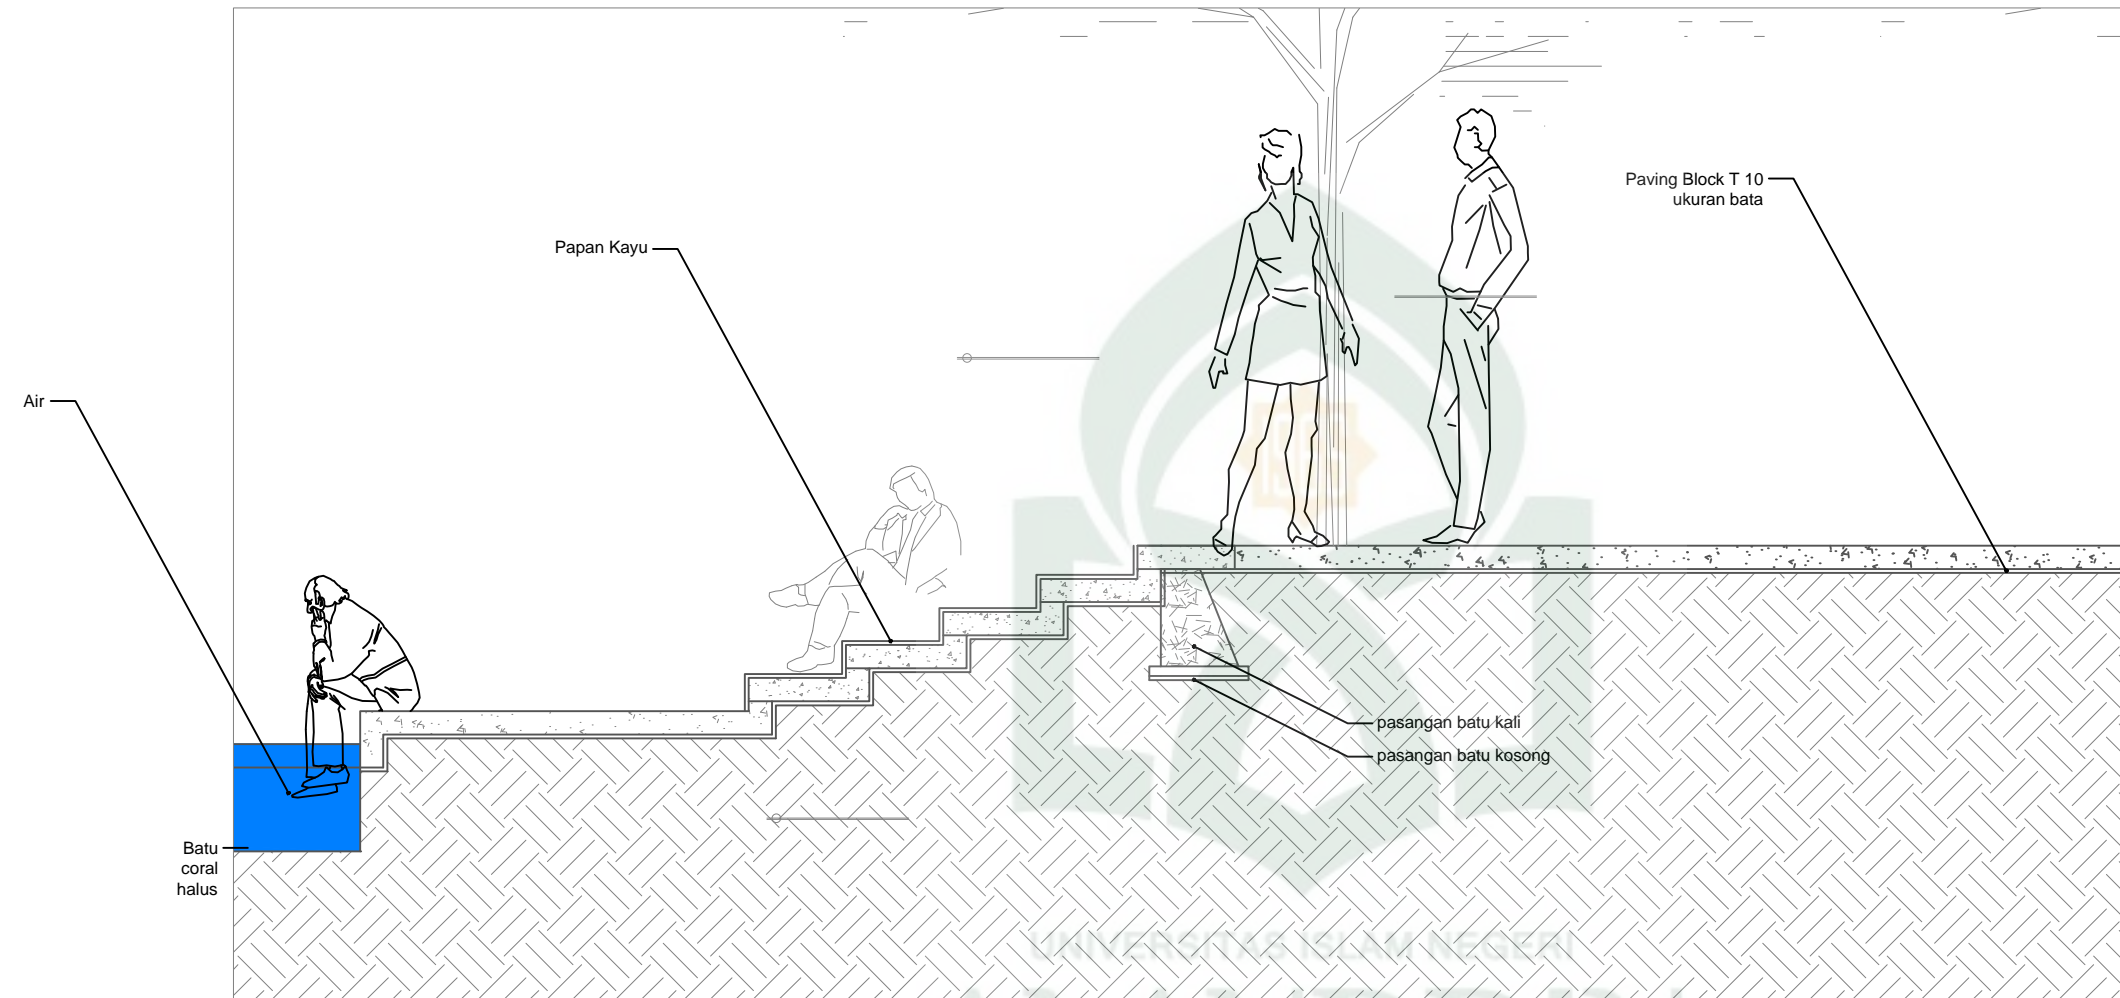 Paving Block T 10
ukuran bata
Papan Kayu
Air
pasangan batu kali
pasangan batu kosong
Batu
coral
halus
UNIVERSITAS ISLAM NEGERI